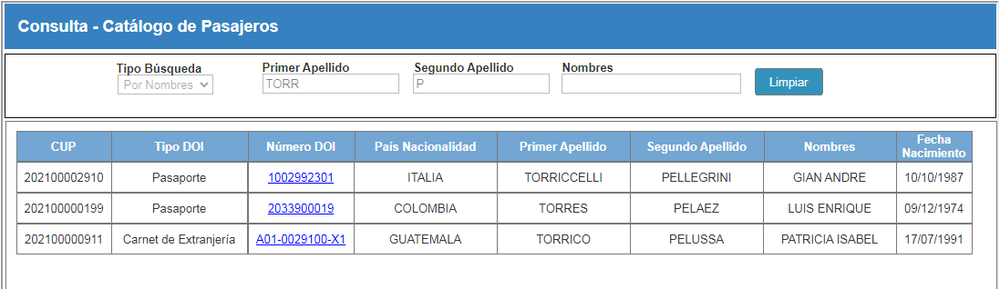 Consulta - Catálogo de Pasajeros
Tipo Búsqueda Primer Apellido Segundo Apellido Nombres
Por Nombres TORR P Limpiar
CUP Tipo DOI Número DOI País Nacionalidad Primer Apellido Segundo Apellido Nombres Fecha Nacimiento
202100002910 Pasaporte 1002992301 ITALIA TORRICCELLI PELLEGRINI GIAN ANDRE 10/10/1987
202100000199 Pasaporte 2033900019 COLOMBIA TORRES PELAEZ LUIS ENRIQUE 09/12/1974
202100000911 Carnet de Extranjería A01-0029100-X1 GUATEMALA TORRICO PELUSSA PATRICIA ISABEL 17/07/1991